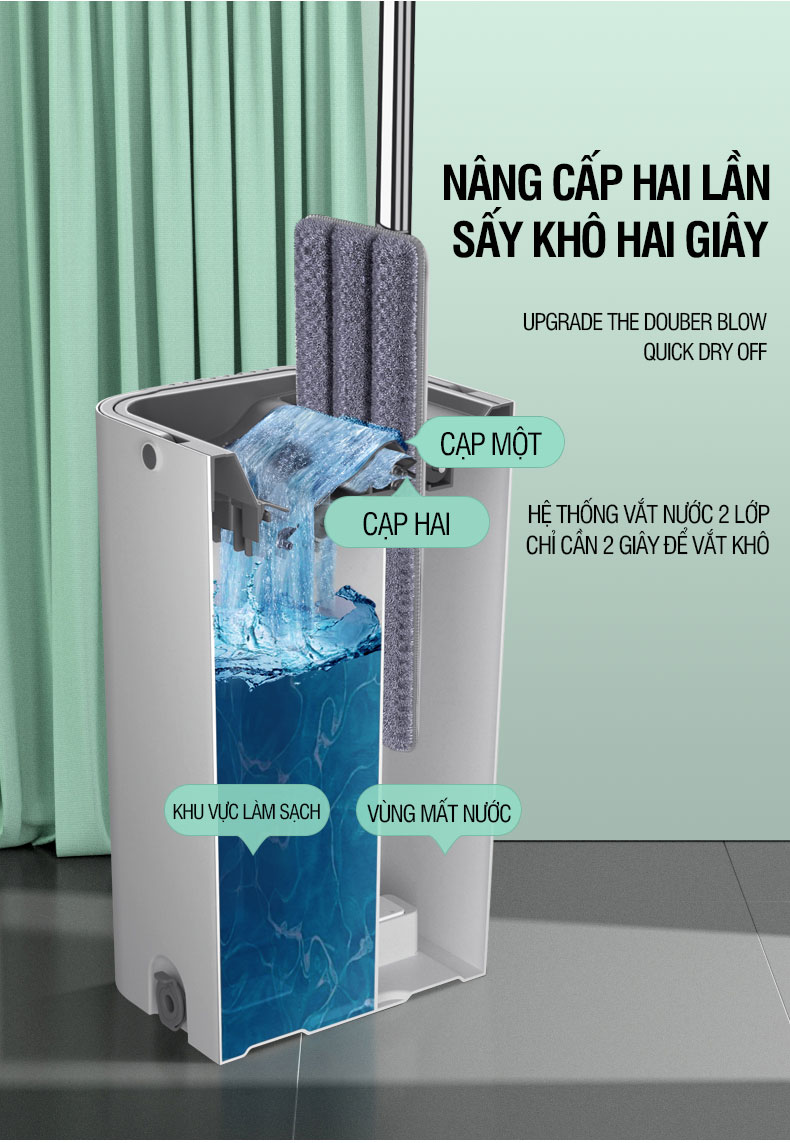 NÂNG CẤP HAI LẦN
SẤY KHÔ HAI GIÂY
UPGRADE THE DOUBER BLOW
QUICK DRY OFF
CẠP MỘT
CẠP HAI
HỆ THỐNG VẮT NƯỚC 2 LỚP
CHỈ CẦN 2 GIÂY ĐỂ VẮT KHÔ
KHU VỰC LÀM SẠCH
VÙNG MẤT NƯỚC